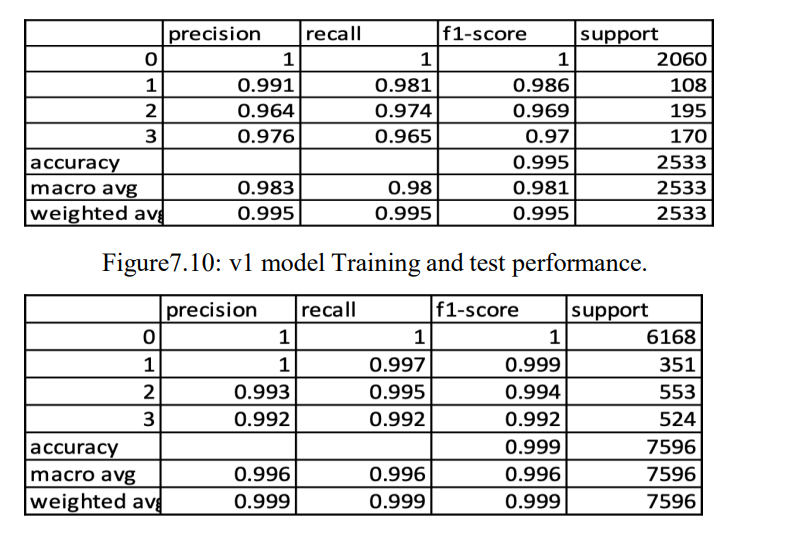 precision recall f1-score support
0 1 1 1 2060
1 0.991 0.981 0.986 108
2 0.964 0.974 0.969 195
3 0.976 0.965 0.97 170
accuracy 0.995 2533
macro avg 0.983 0.98 0.981 2533
weighted avg 0.995 0.995 0.995 2533
Figure7.10: v1 model Training and test performance.
precision recall f1-score support
0 1 1 1 6168
1 1 0.997 0.999 351
2 0.993 0.995 0.994 553
3 0.992 0.992 0.992 524
accuracy 0.999 7596
macro avg 0.996 0.996 0.996 7596
weighted avg 0.999 0.999 0.999 7596